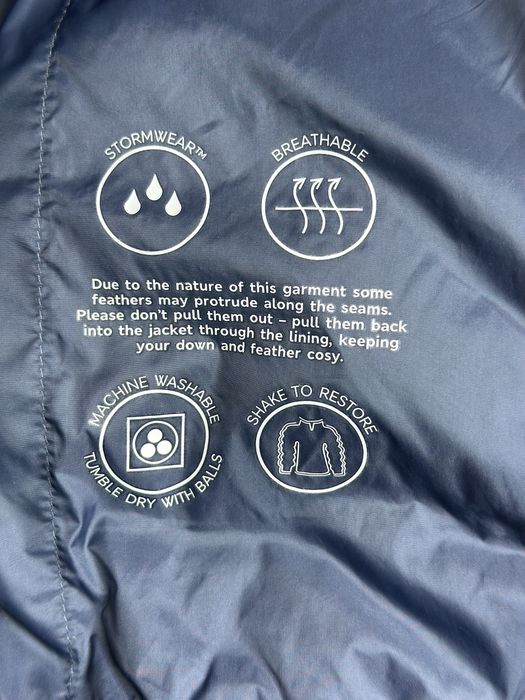 STORMWEAR™
BREATHABLE
Due to the nature of this garment some
feathers may protrude along the seams.
Please don't pull them out – pull them back
into the jacket through the lining, keeping
your down and feather cosy.
MACHINE WASHABLE
TUMBLE DRY WITH BALLS
SHAKE TO RESTORE